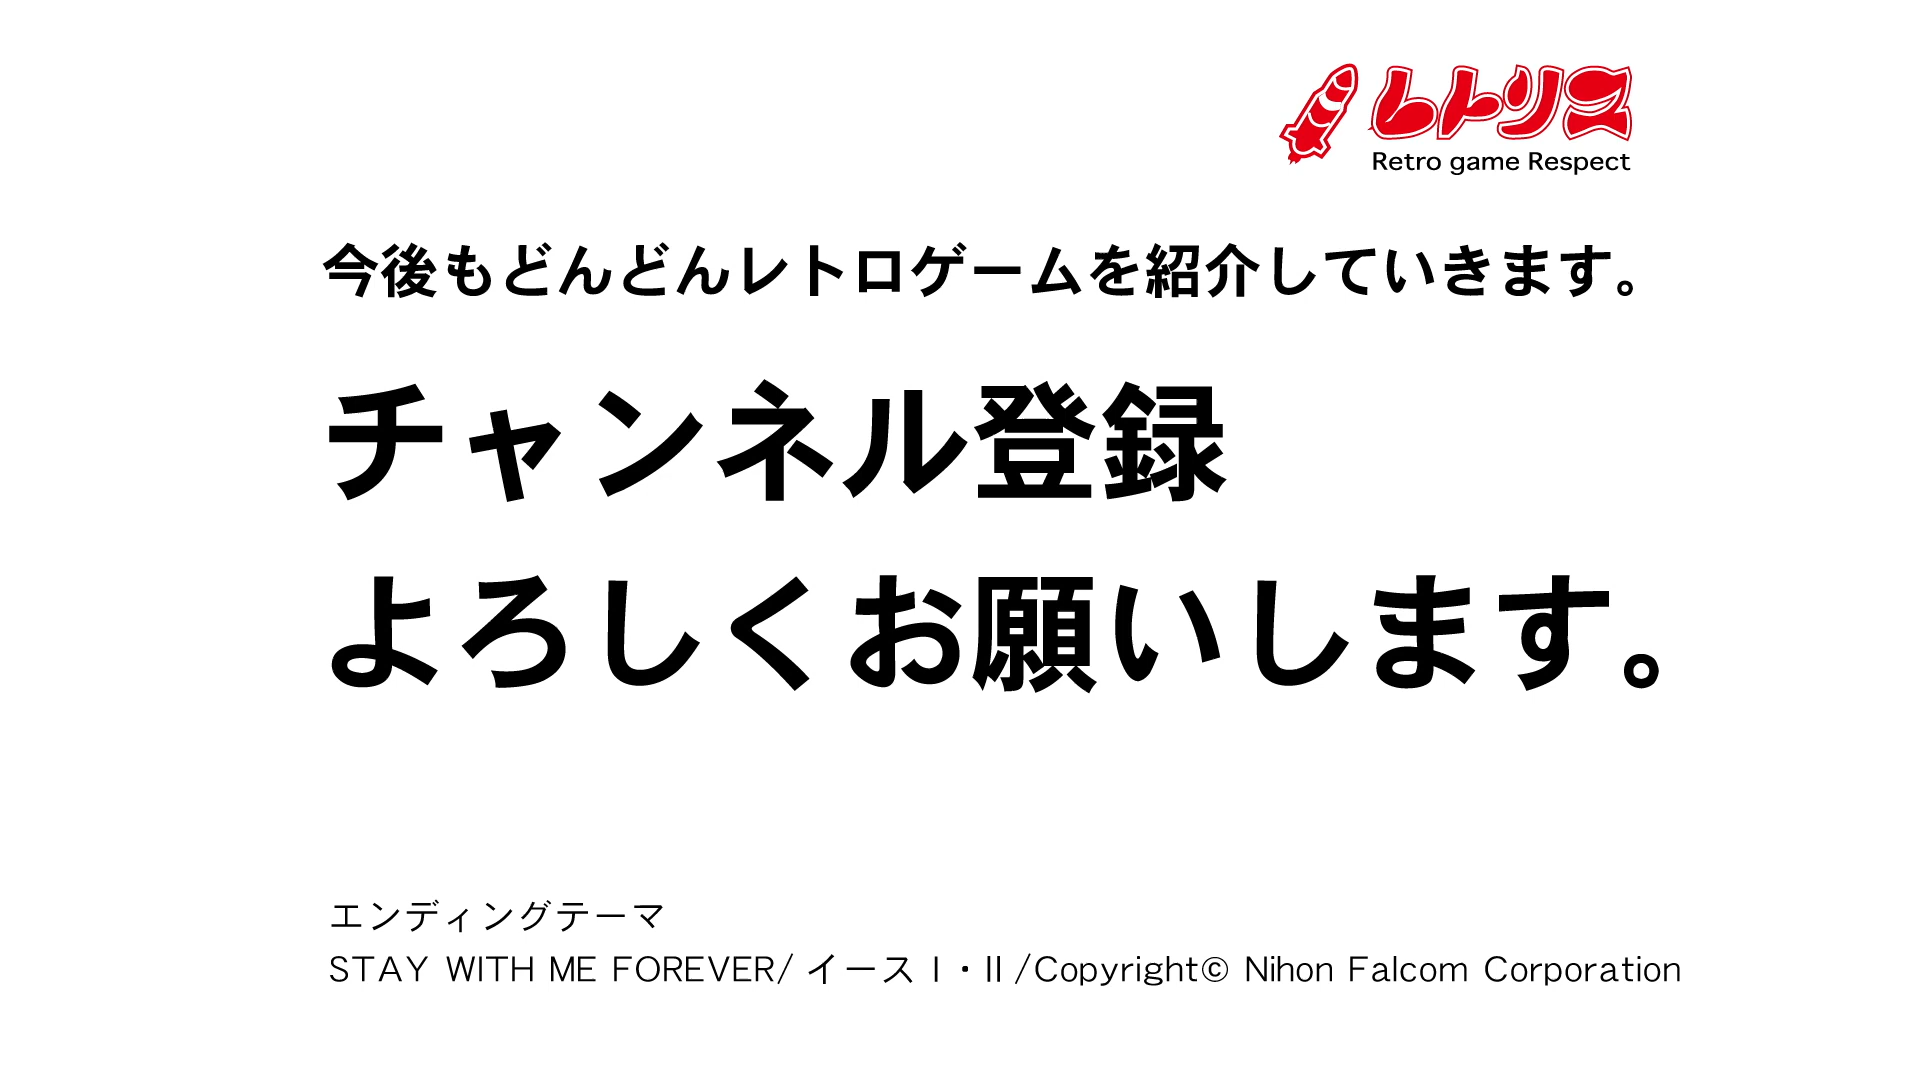 レトリス
Retro game Respect
今後もどんどんレトロゲームを紹介していきます。
チャンネル登録
よろしくお願いします。
エンディングテーマ
STAY WITH ME FOREVER/ イースⅠ・Ⅱ /Copyright© Nihon Falcom Corporation